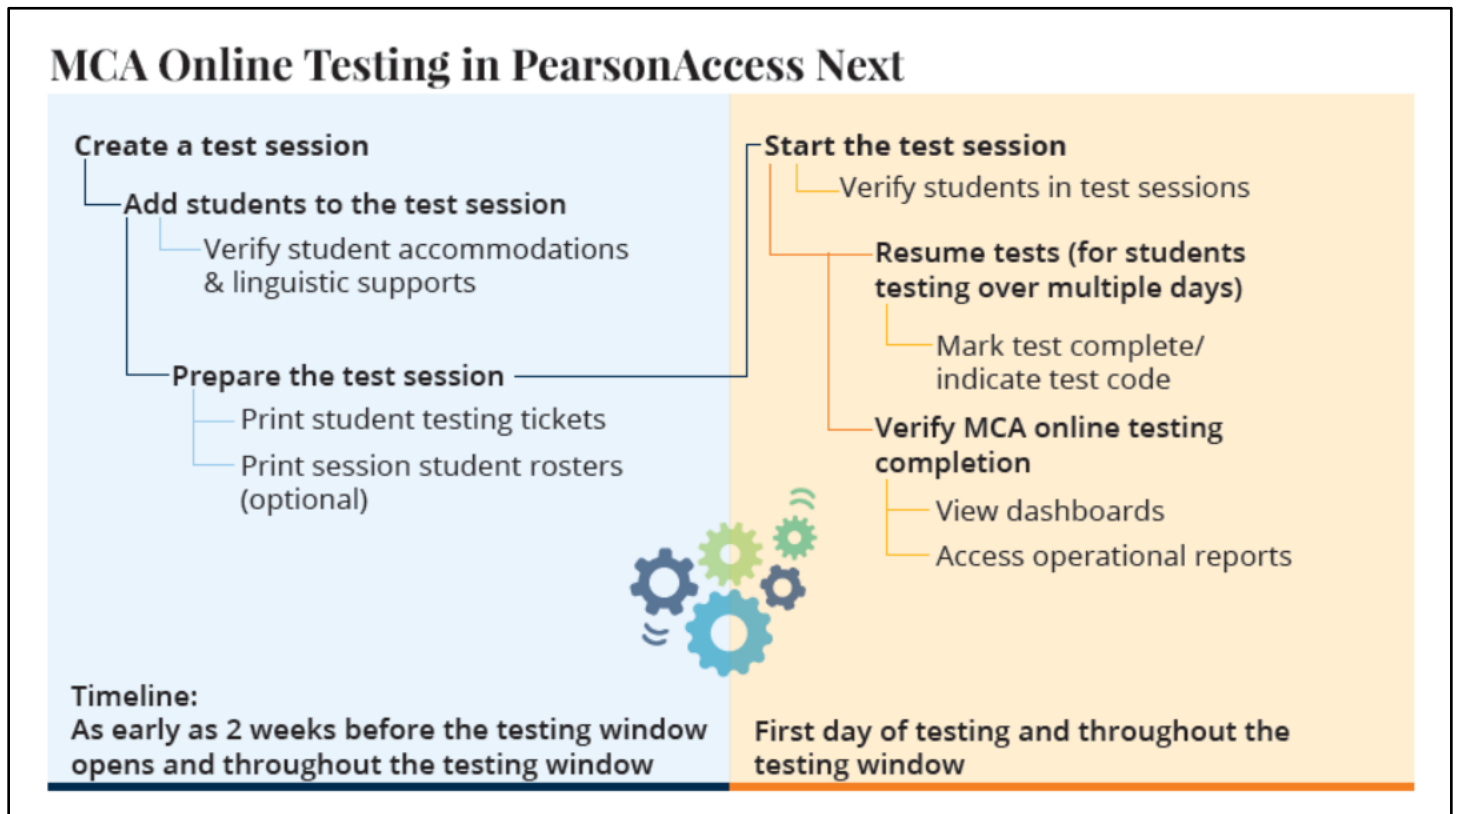 MCA Online Testing in PearsonAccess Next
Create a test session
Add students to the test session
Verify student accommodations
& linguistic supports
Prepare the test session
Print student testing tickets
Print session student rosters
(optional)
Timeline:
As early as 2 weeks before the testing window
opens and throughout the testing window
Start the test session
Verify students in test sessions
Resume tests (for students
testing over multiple days)
Mark test complete/
indicate test code
Verify MCA online testing
completion
View dashboards
Access operational reports
First day of testing and throughout the
testing window